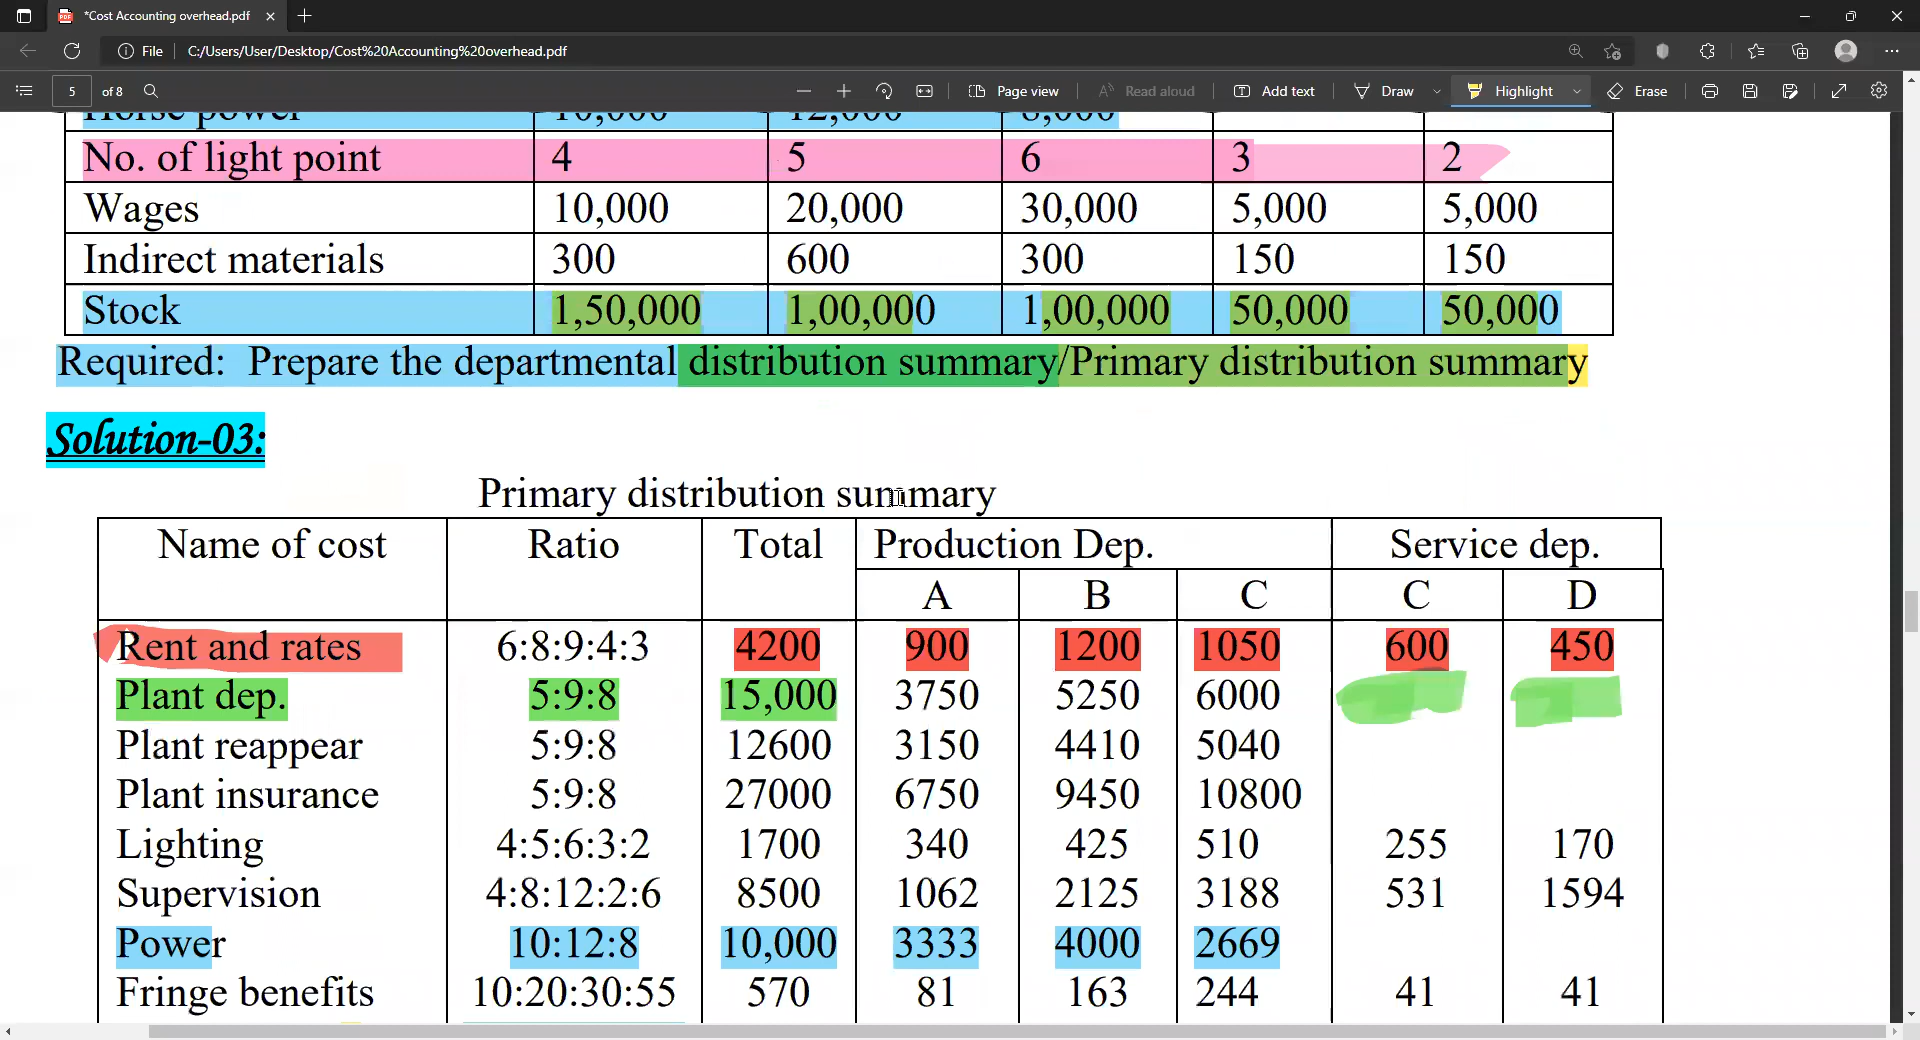 *Cost Accounting overhead.pdf
File C:/Users/User/Desktop/Cost%20Accounting%20overhead.pdf
5 of 8 Page view Read aloud Add text Draw Highlight Erase
Horse power 10,000 12,000 8,000
No. of light point 4 5 6 3 2
Wages 10,000 20,000 30,000 5,000 5,000
Indirect materials 300 600 300 150 150
Stock 1,50,000 1,00,000 1,00,000 50,000 50,000
Required: Prepare the departmental distribution summary/Primary distribution summary
Solution-03:
Primary distribution summary
Name of cost Ratio Total Production Dep. Service dep.
A B C C D
Rent and rates 6:8:9:4:3 4200 900 1200 1050 600 450
Plant dep. 5:9:8 15,000 3750 5250 6000
Plant reappear 5:9:8 12600 3150 4410 5040
Plant insurance 5:9:8 27000 6750 9450 10800
Lighting 4:5:6:3:2 1700 340 425 510 255 170
Supervision 4:8:12:2:6 8500 1062 2125 3188 531 1594
Power 10:12:8 10,000 3333 4000 2669
Fringe benefits 10:20:30:55 570 81 163 244 41 41